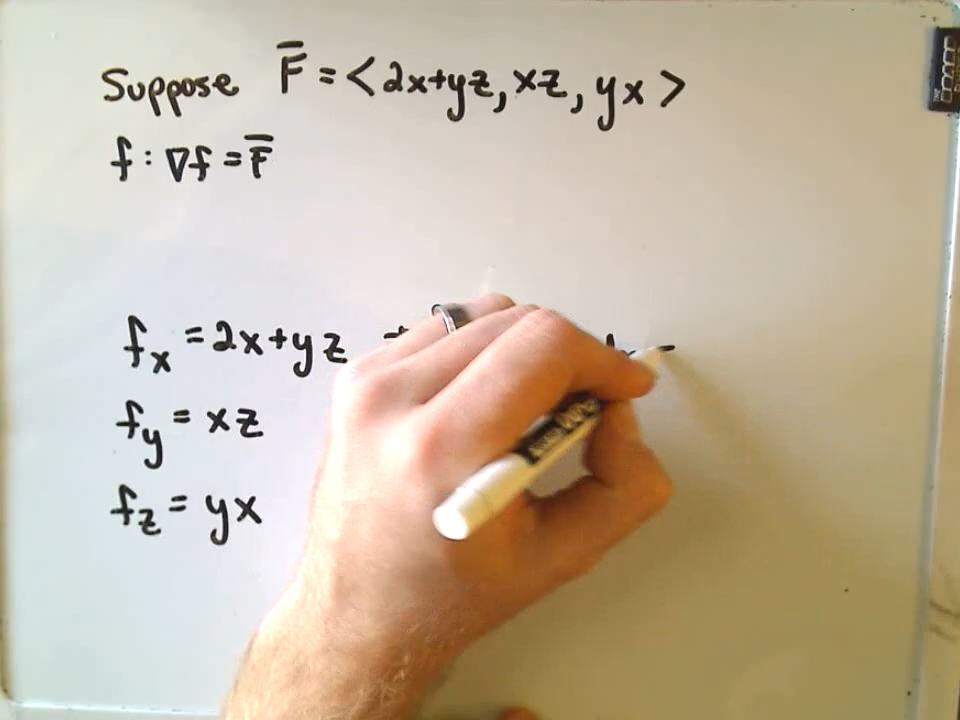 Suppose F̅ = <2x+yz, xz, yx>
f : ∇f = F̅
fx = 2x+yz
fy = xz
fz = yx